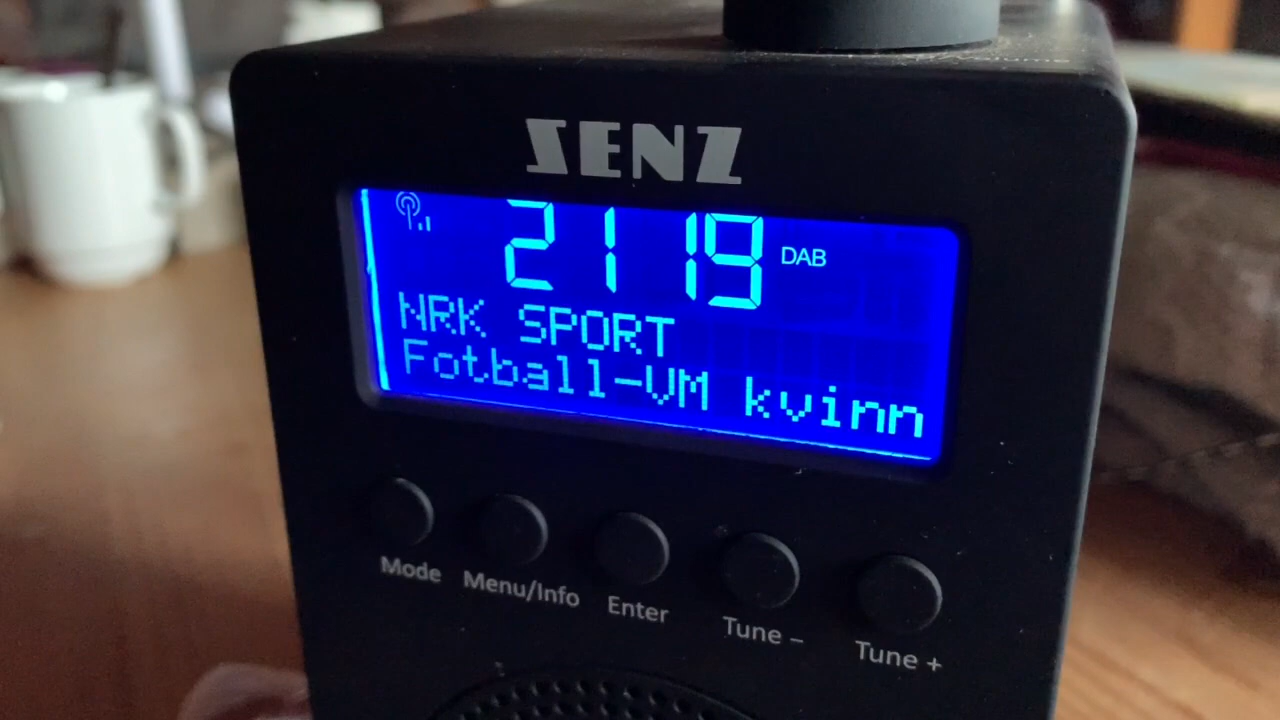 SENZ
21 19 DAB
NRK SPORT
Fotball-VM kvinn
Mode Menu/Info Enter Tune – Tune +